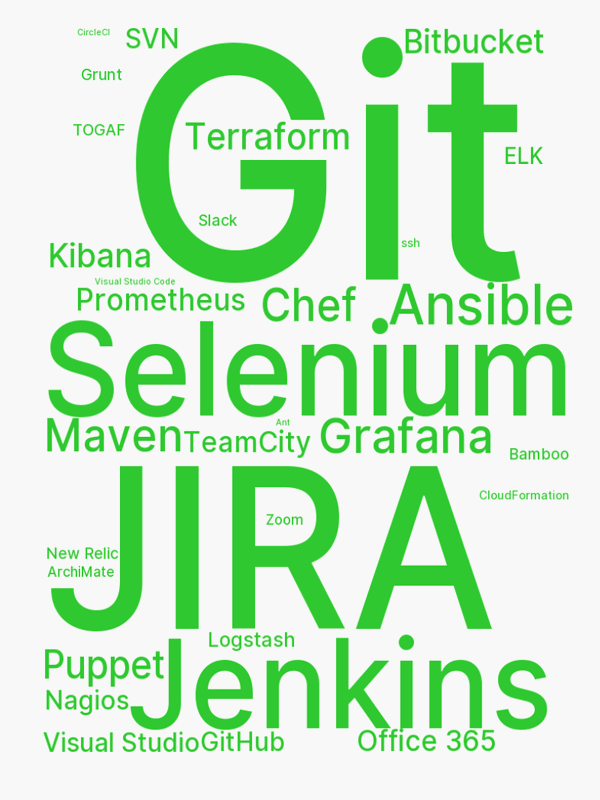 CircleCI
SVN
Bitbucket
Grunt
Git
TOGAF
Terraform
ELK
Slack
ssh
Kibana
Visual Studio Code
Prometheus
Chef
Ansible
Selenium
Ant
Maven
TeamCity
Grafana
Bamboo
CloudFormation
JIRA
Zoom
New Relic
ArchiMate
Logstash
Puppet
Jenkins
Nagios
Visual Studio
GitHub
Office 365